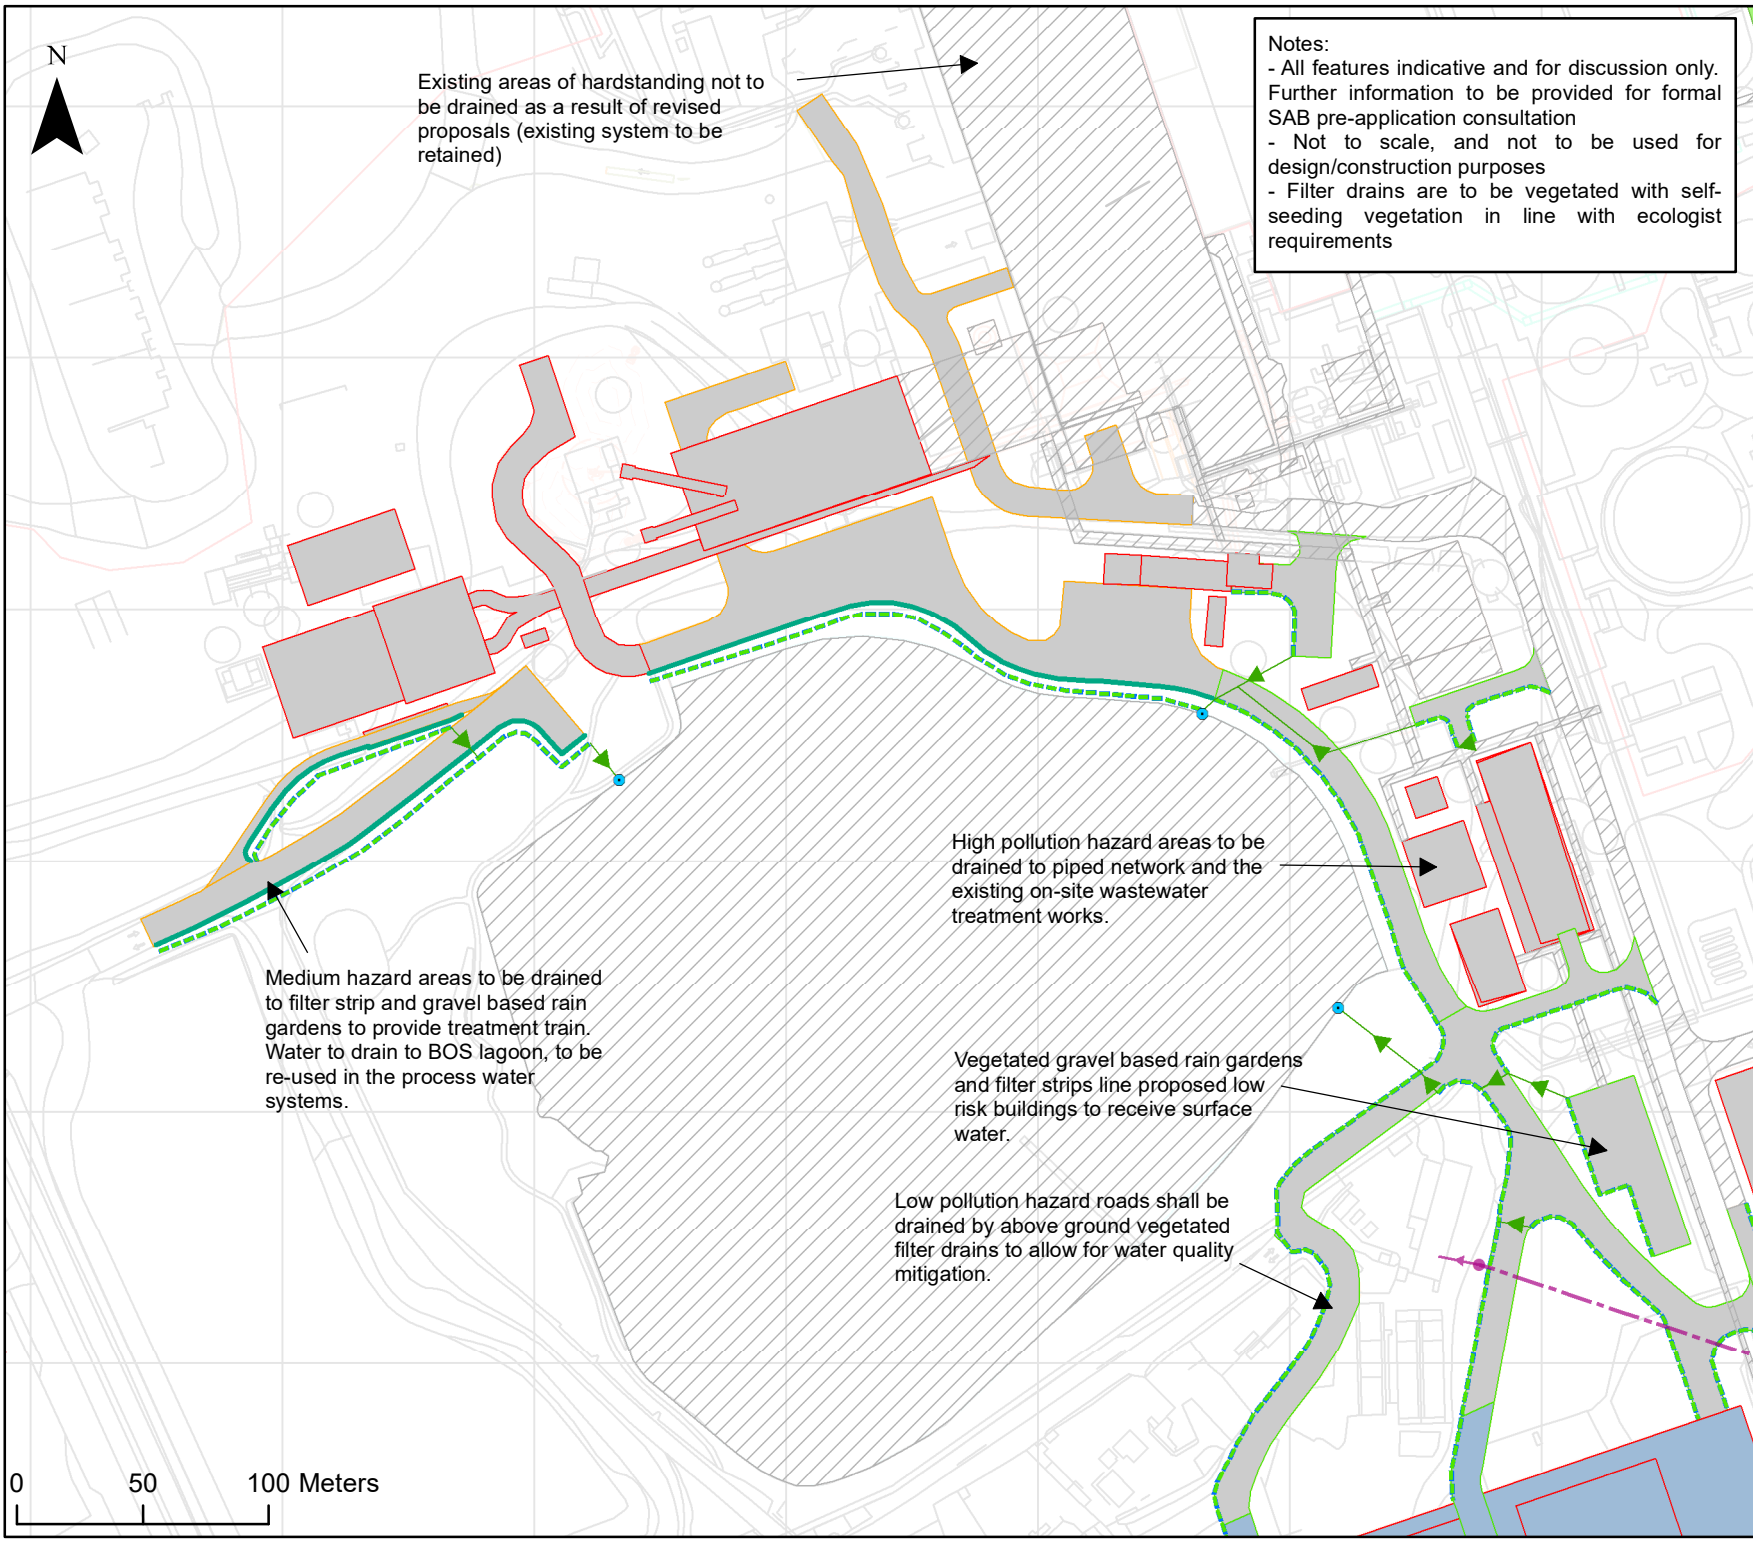 N
Existing areas of hardstanding not to
be drained as a result of revised
proposals (existing system to be
retained)
Notes:
- All features indicative and for discussion only.
Further information to be provided for formal
SAB pre-application consultation
- Not to scale, and not to be used for
design/construction purposes
- Filter drains are to be vegetated with self-
seeding vegetation in line with ecologist
requirements
High pollution hazard areas to be
drained to piped network and the
existing on-site wastewater
treatment works.
Medium hazard areas to be drained
to filter strip and gravel based rain
gardens to provide treatment train.
Water to drain to BOS lagoon, to be
re-used in the process water
systems.
Vegetated gravel based rain gardens
and filter strips line proposed low
risk buildings to receive surface
water.
Low pollution hazard roads shall be
drained by above ground vegetated
filter drains to allow for water quality
mitigation.
0 50 100 Meters